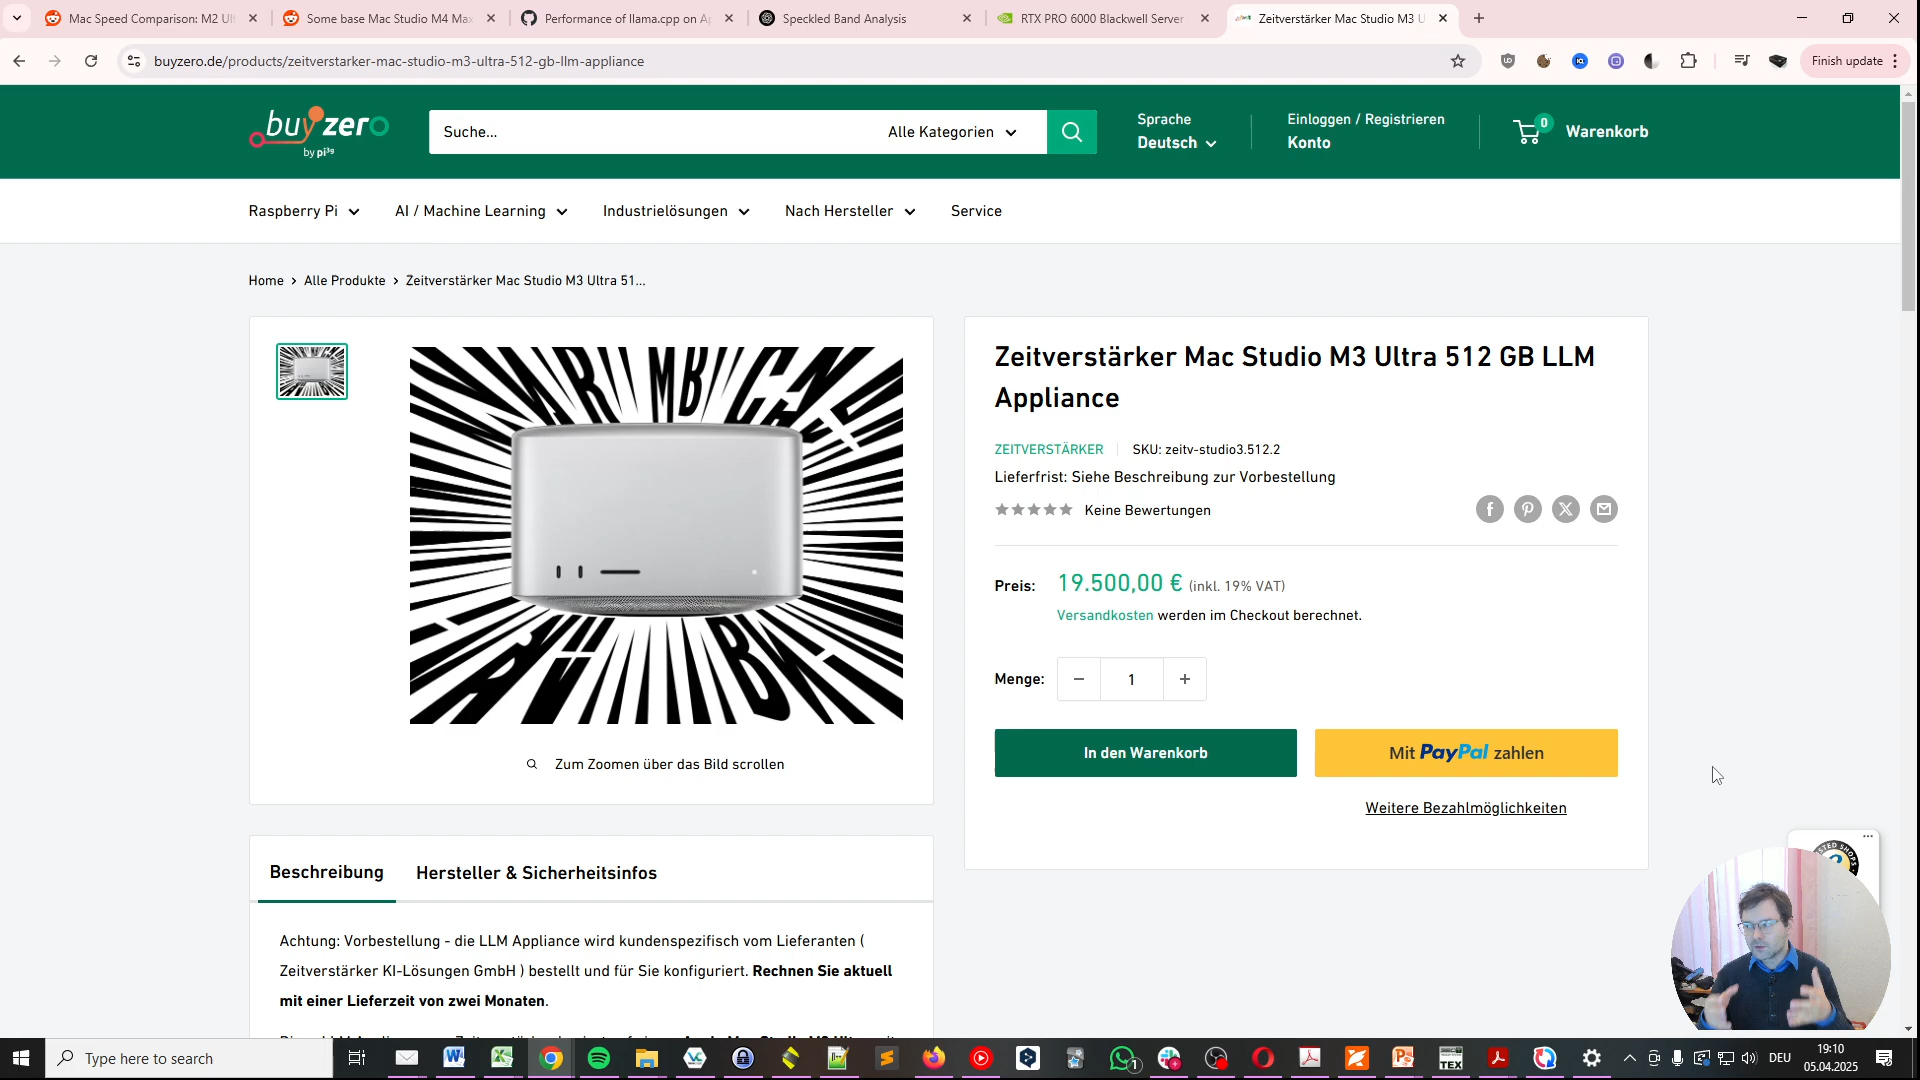 Mac Speed Comparison: M2 Ul
Some base Mac Studio M4 Max
Performance of llama.cpp on Ap
Speckled Band Analysis
RTX PRO 6000 Blackwell Server
Zeitverstärker Mac Studio M3 U
buyzero.de/products/zeitverstarker-mac-studio-m3-ultra-512-gb-llm-appliance
Finish update
buyzero
by pi3g
Suche...
Alle Kategorien
Sprache
Deutsch
Einloggen / Registrieren
Konto
0
Warenkorb
Raspberry Pi
AI / Machine Learning
Industrielösungen
Nach Hersteller
Service
Home > Alle Produkte > Zeitverstärker Mac Studio M3 Ultra 51...
Zeitverstärker Mac Studio M3 Ultra 512 GB LLM
Appliance
ZEITVERSTÄRKER
SKU: zeitv-studio3.512.2
Lieferfrist: Siehe Beschreibung zur Vorbestellung
Keine Bewertungen
Preis:
19.500,00 € (inkl. 19% VAT)
Versandkosten werden im Checkout berechnet.
Menge:
1
In den Warenkorb
Mit PayPal zahlen
Weitere Bezahlmöglichkeiten
Zum Zoomen über das Bild scrollen
Beschreibung
Hersteller & Sicherheitsinfos
Achtung: Vorbestellung - die LLM Appliance wird kundenspezifisch vom Lieferanten (
Zeitverstärker KI-Lösungen GmbH ) bestellt und für Sie konfiguriert. Rechnen Sie aktuell
mit einer Lieferzeit von zwei Monaten.
Type here to search
DEU
19:10
05.04.2025